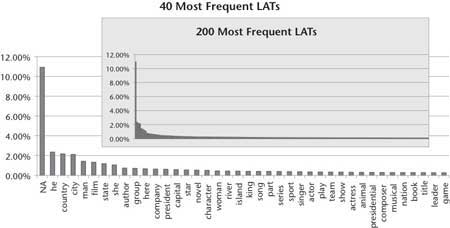 40 Most Frequent LATs
200 Most Frequent LATs
12.00%
10.00%
8.00%
6.00%
4.00%
2.00%
0.00%
12.00%
10.00%
8.00%
6.00%
4.00%
2.00%
0.00%
NA
he
country
city
man
film
state
she
author
group
here
company
president
capital
star
novel
character
woman
river
island
king
song
part
series
sport
singer
actor
play
team
show
actress
animal
presidential
composer
musical
nation
book
title
leader
game